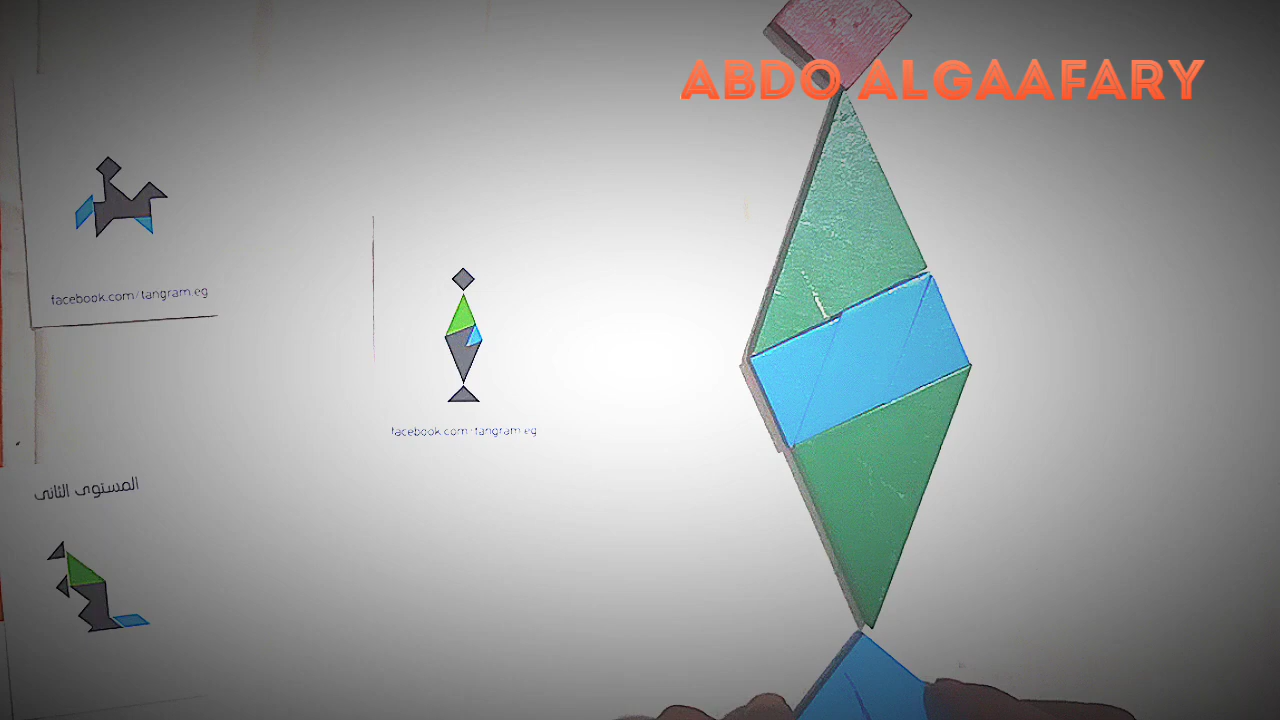 ABDO ALGAAFARY
facebook.com/tangram.eg
facebook.com/tangram.eg
المستوى الثانى